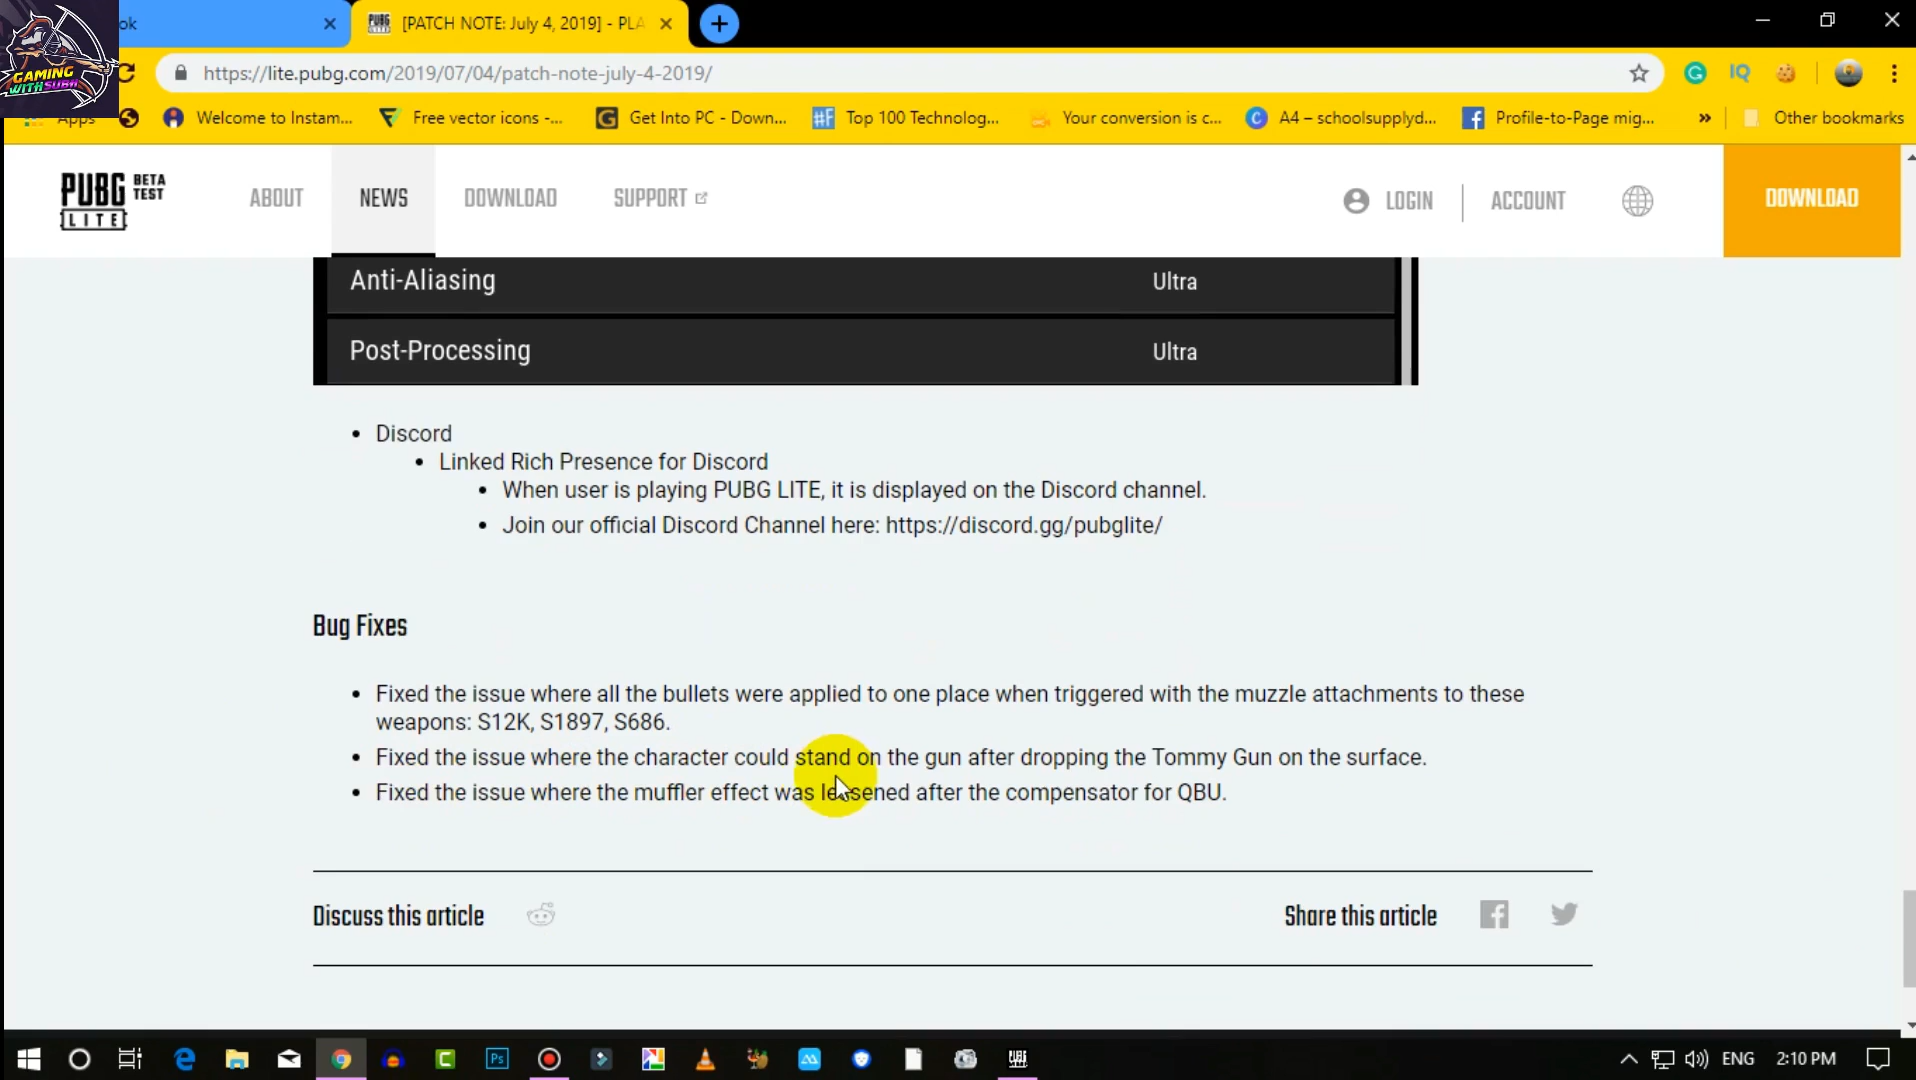 ok
[PATCH NOTE: July 4, 2019] - PLA
GAMING
WITHSUBH
https://lite.pubg.com/2019/07/04/patch-note-july-4-2019/
Apps
Welcome to Instam...
Free vector icons -...
Get Into PC - Down...
Top 100 Technolog...
Your conversion is c...
A4 – schoolsupplyd...
Profile-to-Page mig...
»
Other bookmarks
PUBG LITE BETA TEST
ABOUT
NEWS
DOWNLOAD
SUPPORT
LOGIN
ACCOUNT
DOWNLOAD
Anti-Aliasing Ultra
Post-Processing Ultra
• Discord
• Linked Rich Presence for Discord
• When user is playing PUBG LITE, it is displayed on the Discord channel.
• Join our official Discord Channel here: https://discord.gg/pubglite/
Bug Fixes
• Fixed the issue where all the bullets were applied to one place when triggered with the muzzle attachments to these
weapons: S12K, S1897, S686.
• Fixed the issue where the character could stand on the gun after dropping the Tommy Gun on the surface.
• Fixed the issue where the muffler effect was lessened after the compensator for QBU.
Discuss this article
Share this article
ENG
2:10 PM